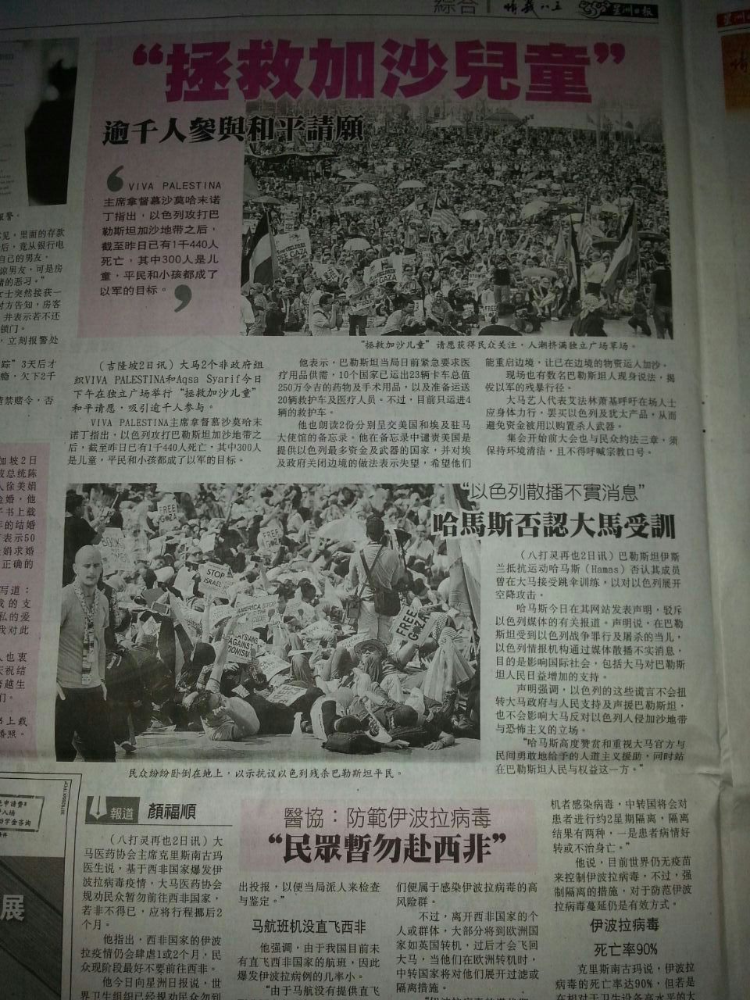 綜合
星洲日報
“拯救加沙兒童”
逾千人參與和平請願
VIVA PALESTINA
主席拿督慕沙莫哈末诺
丁指出，以色列攻打巴
勒斯坦加沙地带之后，
截至昨日已有1千440人
死亡，其中300人是儿
童，平民和小孩都成了
以军的目标。
“拯救加沙儿童”请愿获得民众关注，人潮挤满独立广场草场。
（吉隆坡2日讯）大马2个非政府组
织VIVA PALESTINA和Aqsa Syarif今日
下午在独立广场举行“拯救加沙儿童”
和平请愿，吸引逾千人参与。
VIVA PALESTINA主席拿督慕沙莫哈末
诺丁指出，以色列攻打巴勒斯坦加沙地带之
后，截至昨日已有1千440人死亡，其中300人
是儿童，平民和小孩都成了以军的目标。
他表示，巴勒斯坦当局日前紧急要求医
疗用品供需，10个国家已运出23辆卡车总值
250万令吉的药物及手术用品，以及准备运送
20辆救护车及医疗人员。不过，目前只运进4
辆的救护车。
他也朗读2份分别呈交美国和埃及驻马
大使馆的备忘录。他在备忘录中谴责美国是
提供以色列最多资金及武器的国家，并对埃
及政府关闭边境的做法表示失望，希望他们
能重启边境，让已在边境的物资运人加沙。
现场也有数名巴勒斯坦人现身说法，揭
俊以军的残暴行径。
大马艺人代表艾法林萧基呼吁在场人士
应身体力行，罢买以色列及犹太产品，从而
避免资金被用以购置杀人武器。
集会开始前大会也与民众约法三章，须
保持环境清洁，且不得呼喊宗教口号。
“以色列散播不實消息”
哈馬斯否認大馬受訓
（八打灵再也2日讯）巴勒斯坦伊斯
兰抵抗运动哈马斯（Hamas）否认其成员
曾在大马接受跳伞训练，以对以色列展开
空降攻击。
哈马斯今日在其网站发表声明，驳斥
以色列媒体的有关报道。声明说，在巴勒
斯坦受到以色列战争罪行及屠杀的当儿，
以色列情报机构通过媒体散播不实消息，
目的是影响国际社会，包括大马对巴勒斯
坦人民日益增加的支持。
声明强调，以色列的这些谎言不会扭
转大马政府与人民支持及声援巴勒斯坦，
也不会影响大马反对以色列人侵加沙地带
与恐怖主义的立场。
“哈马斯高度赞赏和重视大马官方与
民间勇敢地给予的人道主义援助，同时站
在巴勒斯坦人民与权益这一方。”
FREE
GAZA
STOP
ISRAEL
AMERICA STOP
FREE
GAZA
民众纷纷卧倒在地上，以示抗议以色列残杀巴勒斯坦平民。
報道 顏福順
醫協：防範伊波拉病毒
“民眾暫勿赴西非”
（八打灵再也2日讯）大
马医药协会主席克里斯南古玛
医生说，基于西非国家爆发伊
波拉病毒疫情，大马医药协会
规劝民众暂勿前往西非国家，
若非不得已，应将行程挪后2
个月。
他指出，西非国家的伊波
拉疫情仍会肆虐1或2个月，民
众现阶段最好不要前往西非。
他今日向星洲日报说，世
界卫生组织已经规劝民众勿到
出投报，以便当局派人来检查
与鉴定。”
马航班机没直飞西非
他强调，由于我国目前未
有直飞西非国家的航班，因此
爆发伊波拉病例的几率小。
“由于马航没有提供直飞
们便属于感染伊波拉病毒的高
风险群。
不过，离开西非国家的个
人或群体，大部分将到欧洲国
家如英国转机，过后才会飞回
大马，当他们在欧洲转机时，
中转国家将对他们展开过滤或
隔离措施。
机者感染病毒，中转国将会对
患者进行约2星期隔离，隔离
结果有两种，一是患者病情好
转或不治身亡。”
他说，目前世界仍无疫苗
来控制伊波拉病毒，不过，强
制隔离的措施，对于防范伊波
拉病毒蔓延仍是有效方式。
伊波拉病毒
死亡率90%
克里斯南古玛说，伊波拉
病毒的死亡率达90%，但若是